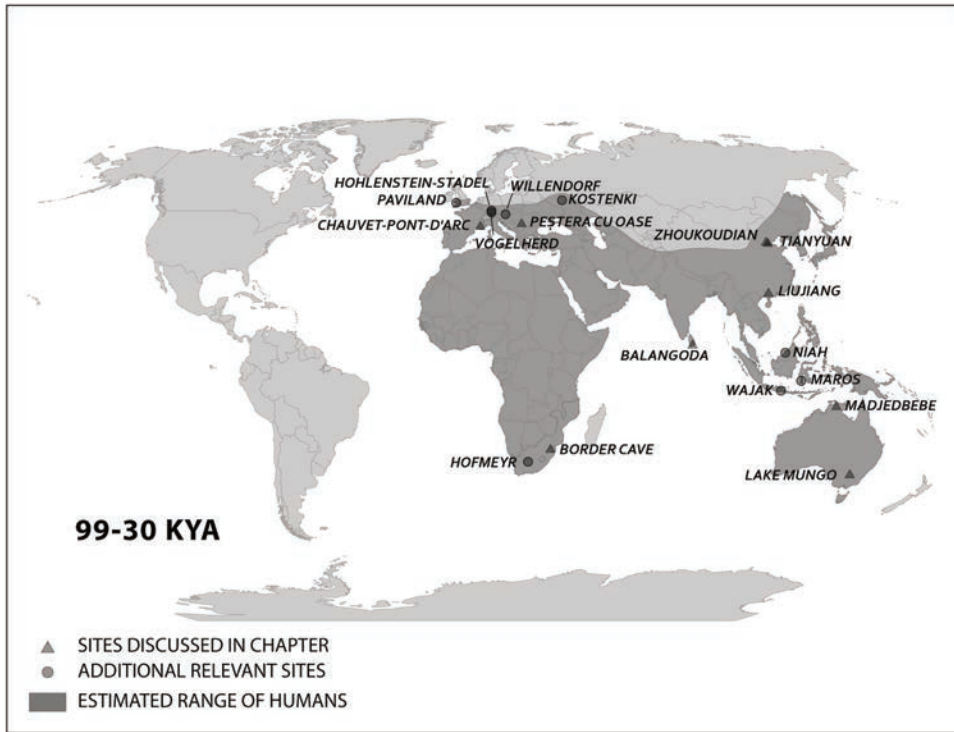 HOHLENSTEIN-STADEL
WILLENDORF
PAVILAND
KOSTENKI
CHAUVET-PONT-D'ARC
PESTERA CU OASE
VOGELHERD
ZHOUKOUDIAN
TIANYUAN
LIUJIANG
BALANGODA
NIAH
MAROS
WAJAK
MADJEDBEBE
BORDER CAVE
HOFMEYR
LAKE MUNGO
99-30 KYA
SITES DISCUSSED IN CHAPTER
ADDITIONAL RELEVANT SITES
ESTIMATED RANGE OF HUMANS